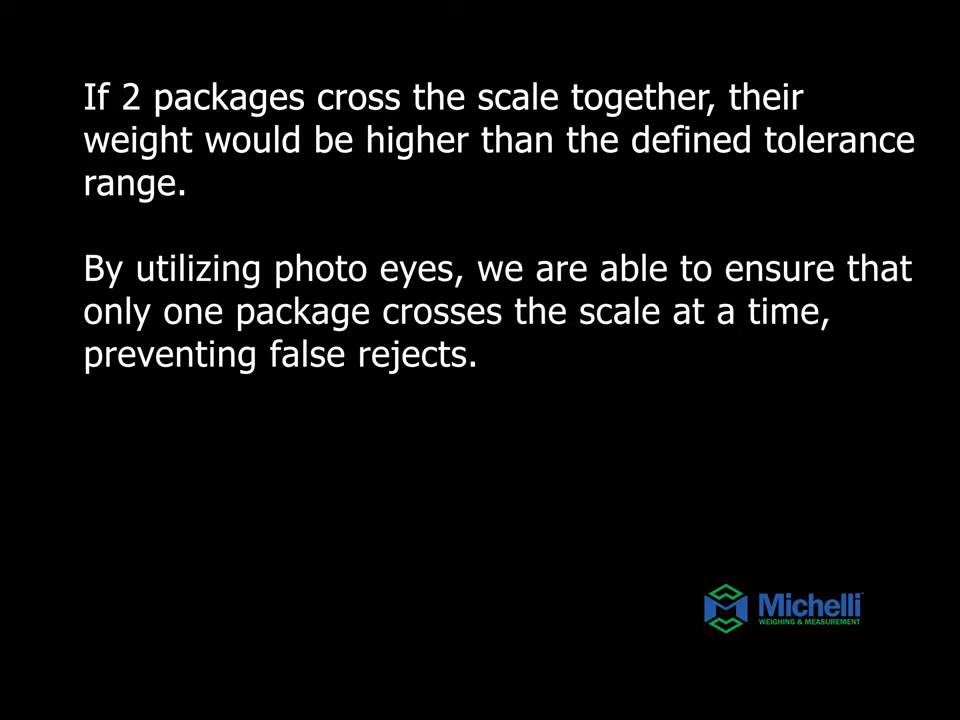 If 2 packages cross the scale together, their
weight would be higher than the defined tolerance
range.
By utilizing photo eyes, we are able to ensure that
only one package crosses the scale at a time,
preventing false rejects.
Michelli
WEIGHING & MEASUREMENT